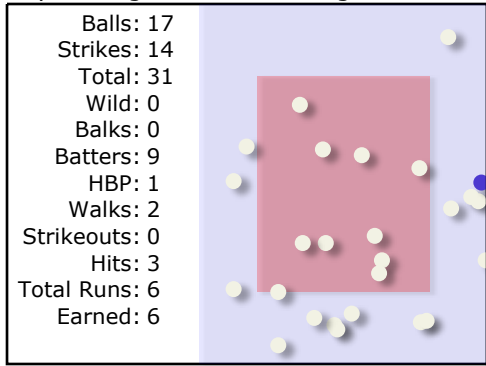 Balls: 17
Strikes: 14
Total: 31
Wild: 0
Balks: 0
Batters: 9
HBP: 1
Walks: 2
Strikeouts: 0
Hits: 3
Total Runs: 6
Earned: 6